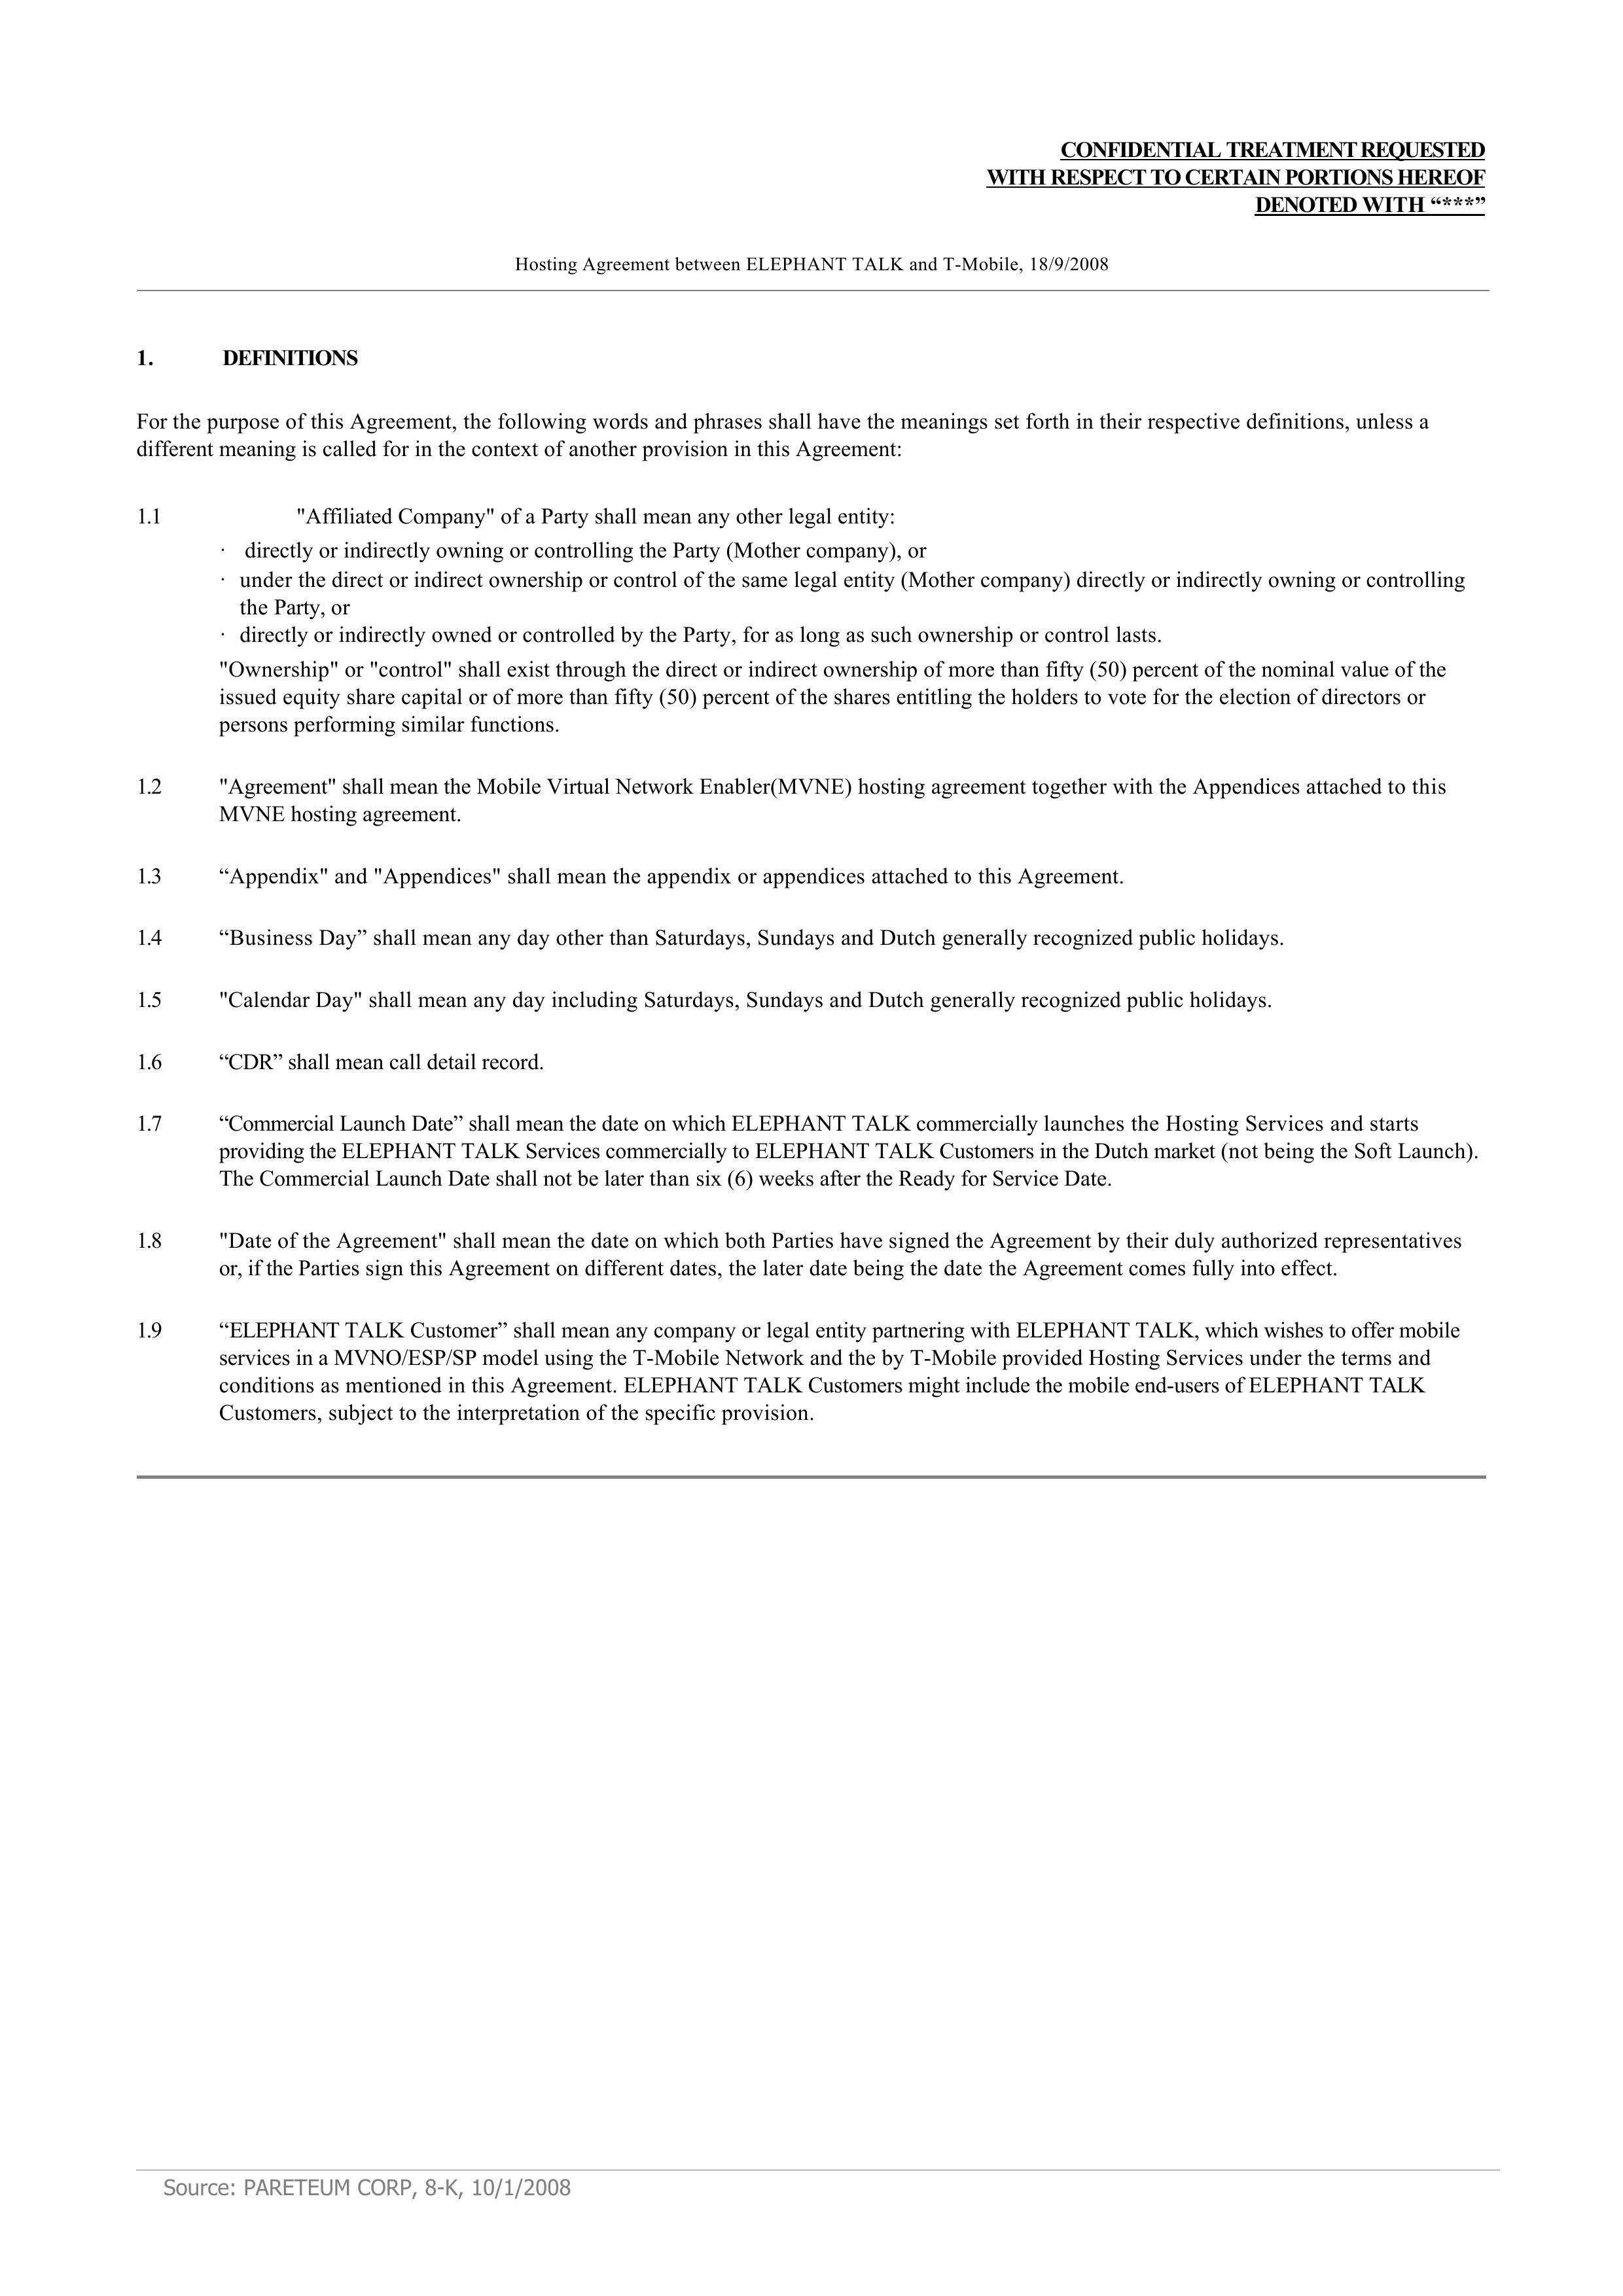 CONFIDENTIAL TREATMENT REQUESTED
WITH RESPECT TO CERTAIN PORTIONS HEREOF
DENOTED WITH “***”
Hosting Agreement between ELEPHANT TALK and T-Mobile, 18/9/2008
1. DEFINITIONS
For the purpose of this Agreement, the following words and phrases shall have the meanings set forth in their respective definitions, unless a
different meaning is called for in the context of another provision in this Agreement:
1.1 "Affiliated Company" of a Party shall mean any other legal entity:
· directly or indirectly owning or controlling the Party (Mother company), or
· under the direct or indirect ownership or control of the same legal entity (Mother company) directly or indirectly owning or controlling
the Party, or
· directly or indirectly owned or controlled by the Party, for as long as such ownership or control lasts.
"Ownership" or "control" shall exist through the direct or indirect ownership of more than fifty (50) percent of the nominal value of the
issued equity share capital or of more than fifty (50) percent of the shares entitling the holders to vote for the election of directors or
persons performing similar functions.
1.2 "Agreement" shall mean the Mobile Virtual Network Enabler(MVNE) hosting agreement together with the Appendices attached to this
MVNE hosting agreement.
1.3 “Appendix" and "Appendices" shall mean the appendix or appendices attached to this Agreement.
1.4 “Business Day” shall mean any day other than Saturdays, Sundays and Dutch generally recognized public holidays.
1.5 "Calendar Day" shall mean any day including Saturdays, Sundays and Dutch generally recognized public holidays.
1.6 “CDR” shall mean call detail record.
1.7 “Commercial Launch Date” shall mean the date on which ELEPHANT TALK commercially launches the Hosting Services and starts
providing the ELEPHANT TALK Services commercially to ELEPHANT TALK Customers in the Dutch market (not being the Soft Launch).
The Commercial Launch Date shall not be later than six (6) weeks after the Ready for Service Date.
1.8 "Date of the Agreement" shall mean the date on which both Parties have signed the Agreement by their duly authorized representatives
or, if the Parties sign this Agreement on different dates, the later date being the date the Agreement comes fully into effect.
1.9 “ELEPHANT TALK Customer” shall mean any company or legal entity partnering with ELEPHANT TALK, which wishes to offer mobile
services in a MVNO/ESP/SP model using the T-Mobile Network and the by T-Mobile provided Hosting Services under the terms and
conditions as mentioned in this Agreement. ELEPHANT TALK Customers might include the mobile end-users of ELEPHANT TALK
Customers, subject to the interpretation of the specific provision.
Source: PARETEUM CORP, 8-K, 10/1/2008